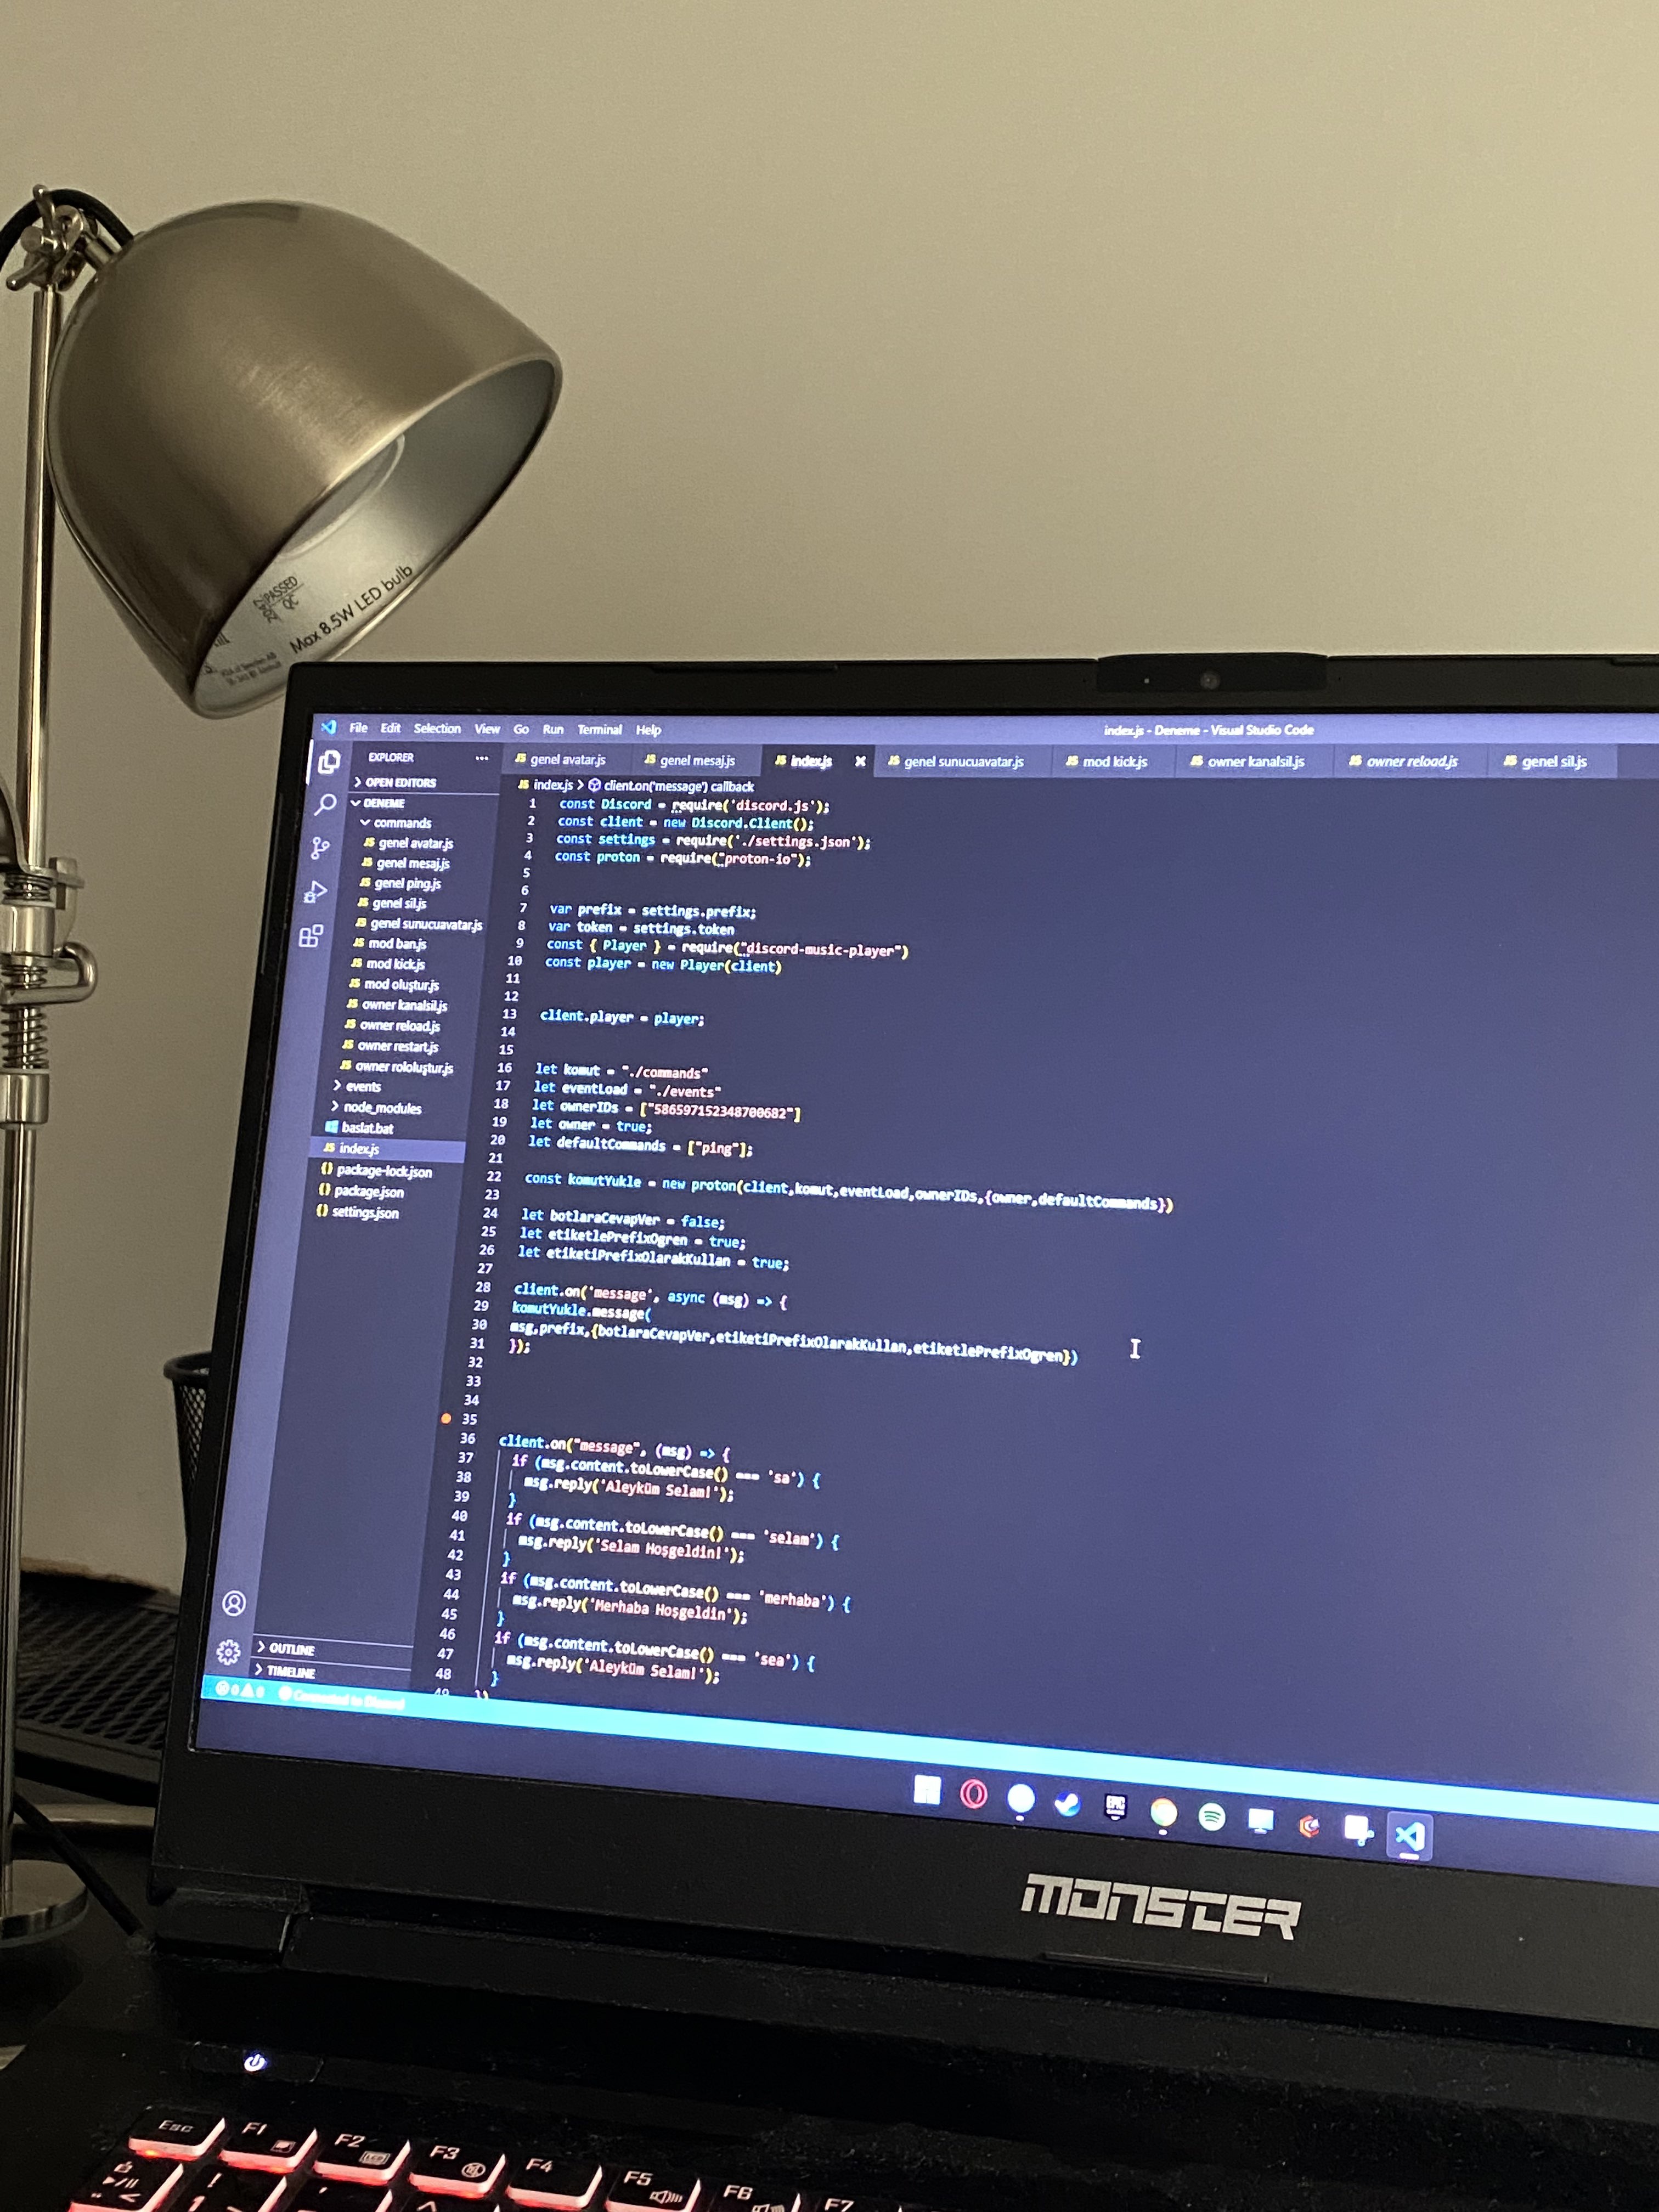 PASSED
QC
Max 8.5W LED bulb
File Edit Selection View Go Run Terminal Help
index.js - Deneme - Visual Studio Code
EXPLORER
genel avatar.js
genel mesaj.js
index.js
genel sunucuavatar.js
mod kick.js
owner kanalsil.js
owner reload.js
genel sil.js
OPEN EDITORS
DENEME
commands
genel avatar.js
genel mesaj.js
genel ping.js
genel sil.js
genel sunucuavatar.js
mod ban.js
mod kick.js
mod oluştur.js
owner kanalsil.js
owner reload.js
owner restart.js
owner rololuştur.js
events
node_modules
baslat.bat
index.js
package-lock.json
package.json
settings.json
OUTLINE
TIMELINE
index.js > client.on('message') callback
1 const Discord = require('discord.js');
2 const client = new Discord.Client();
3 const settings = require('./settings.json');
4 const proton = require("proton-io");
5
6
7 var prefix = settings.prefix;
8 var token = settings.token
9 const { Player } = require("discord-music-player")
10 const player = new Player(client)
11
12
13 client.player = player;
14
15
16 let komut = "./commands"
17 let eventLoad = "./events"
18 let ownerIDs = ["586597152348700682"]
19 let owner = true;
20 let defaultCommands = ["ping"];
21
22 const komutYukle = new proton(client,komut,eventLoad,ownerIDs,{owner,defaultCommands})
23
24 let botlaraCevapVer = false;
25 let etiketlePrefixOgren = true;
26 let etiketiPrefixOlarakKullan = true;
27
28 client.on('message', async (msg) => {
29 komutYukle.message(
30 msg,prefix,{botlaraCevapVer,etiketiPrefixOlarakKullan,etiketlePrefixOgren})
31 });
32
33
34
35
36 client.on("message", (msg) => {
37 if (msg.content.toLowerCase() === 'sa') {
38 msg.reply('Aleyküm Selam!');
39 }
40 if (msg.content.toLowerCase() === 'selam') {
41 msg.reply('Selam Hoşgeldin!');
42 }
43 if (msg.content.toLowerCase() === 'merhaba') {
44 msg.reply('Merhaba Hoşgeldin');
45 }
46 if (msg.content.toLowerCase() === 'sea') {
47 msg.reply('Aleyküm Selam!');
48 }
49 })
Connected to Discord
EPIC
MONSTER
Esc F1 F2 F3 F4 F5 F6 F7